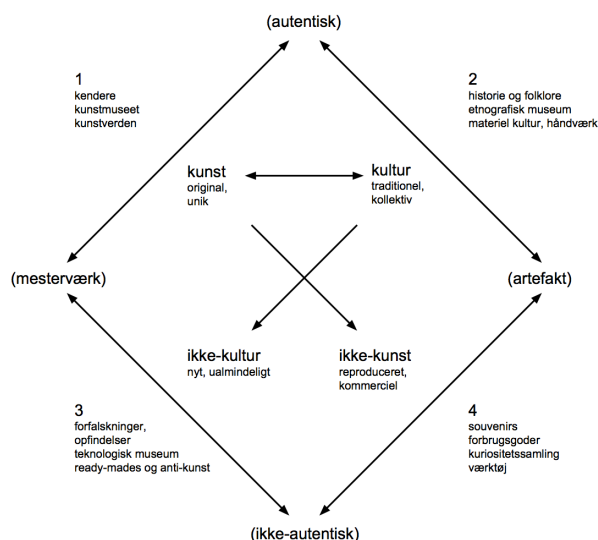 (autentisk)
1
kendere
kunstmuseet
kunstverden
2
historie og folklore
etnografisk museum
materiel kultur, håndværk
kunst
original,
unik
kultur
traditionel,
kollektiv
(mesterværk)
(artefakt)
ikke-kultur
nyt, ualmindeligt
ikke-kunst
reproduceret,
kommerciel
3
forfalskninger,
opfindelser
teknologisk museum
ready-mades og anti-kunst
4
souvenirs
forbrugsgoder
kuriositetssamling
værktøj
(ikke-autentisk)